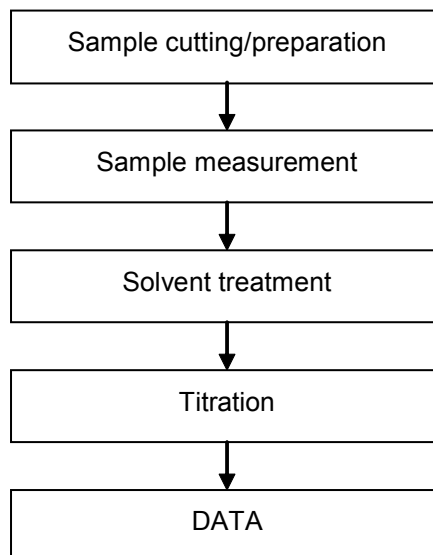 Sample cutting/preparation
Sample measurement
Solvent treatment
Titration
DATA